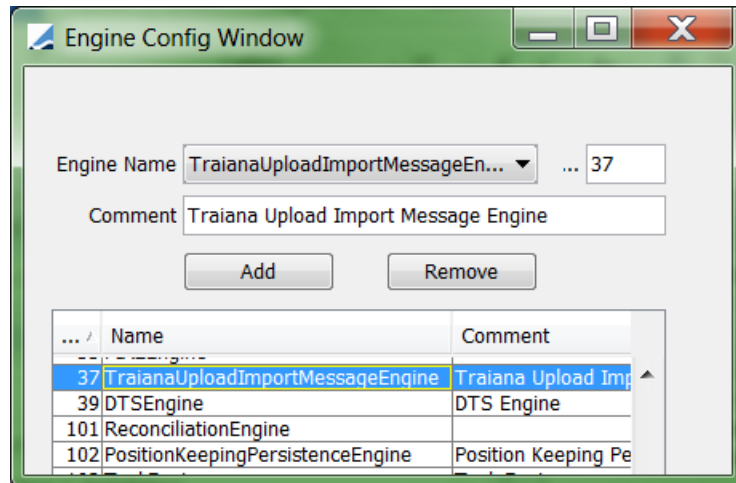 Engine Config Window
Engine Name TraianaUploadImportMessageEn... ... 37
Comment Traiana Upload Import Message Engine
Add Remove
... Name Comment
37 TraianaUploadImportMessageEngine Traiana Upload Imp
39 DTSEngine DTS Engine
101 ReconciliationEngine
102 PositionKeepingPersistenceEngine Position Keeping Pe